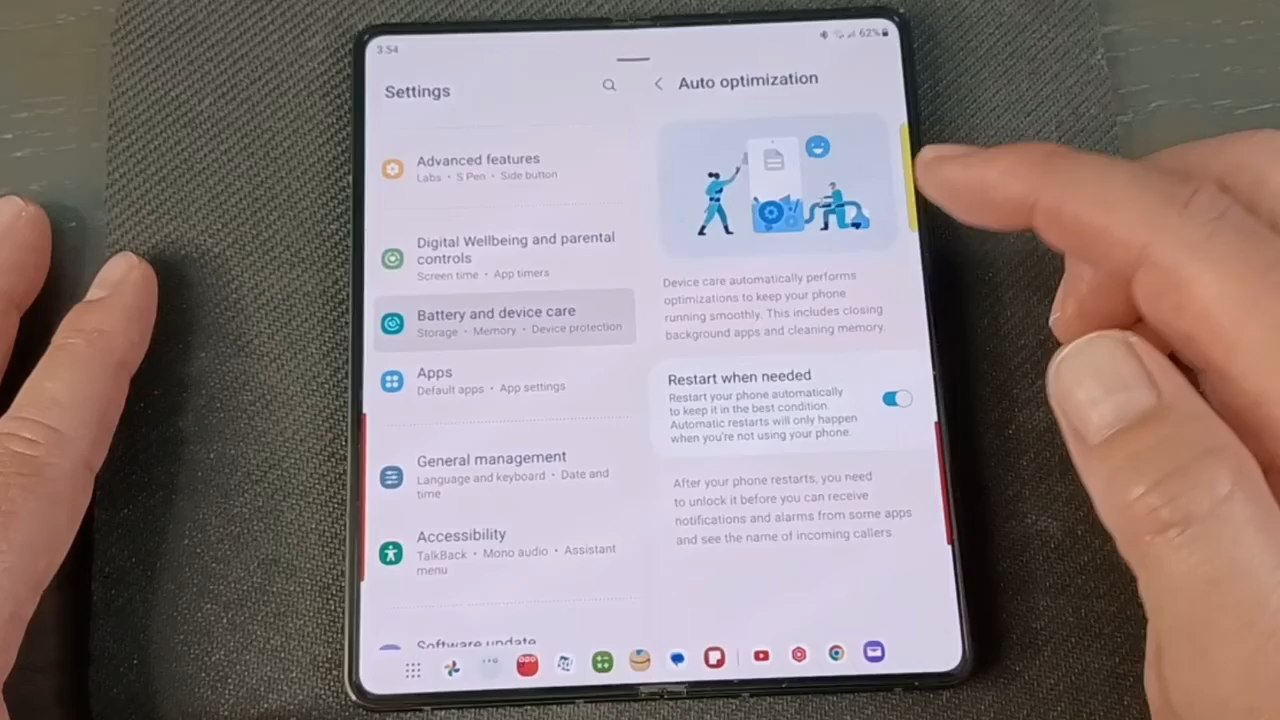 3:54
62%
Settings
Advanced features
Labs • S Pen • Side button
Digital Wellbeing and parental
controls
Screen time • App timers
Battery and device care
Storage • Memory • Device protection
Apps
Default apps • App settings
General management
Language and keyboard • Date and
time
Accessibility
TalkBack • Mono audio • Assistant
menu
Software update
Auto optimization
Device care automatically performs
optimizations to keep your phone
running smoothly. This includes closing
background apps and cleaning memory.
Restart when needed
Restart your phone automatically
to keep it in the best condition.
Automatic restarts will only happen
when you're not using your phone.
After your phone restarts, you need
to unlock it before you can receive
notifications and alarms from some apps
and see the name of incoming callers.